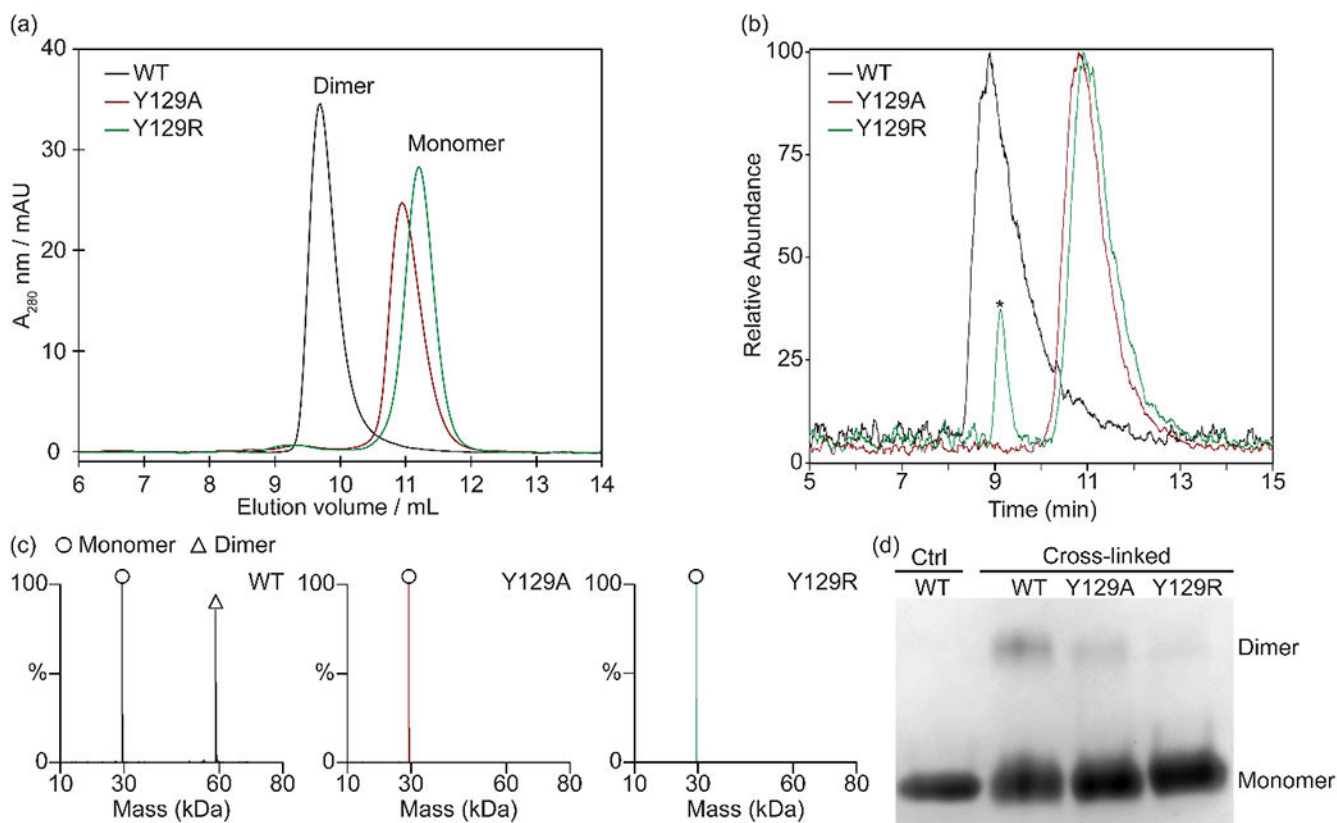 (a)
40
30
20
10
0
A280 nm / mAU
WT
Y129A
Y129R
Dimer
Monomer
6 7 8 9 10 11 12 13 14
Elution volume / mL
(b)
100
75
50
25
0
Relative Abundance
WT
Y129A
Y129R
*
5 7 9 11 13 15
Time (min)
(c) Monomer Dimer
100
%
0
WT
10 30 60 80
Mass (kDa)
100
%
0
Y129A
10 30 60 80
Mass (kDa)
100
%
0
Y129R
10 30 60 80
Mass (kDa)
(d) Ctrl Cross-linked
WT WT Y129A Y129R
Dimer
Monomer